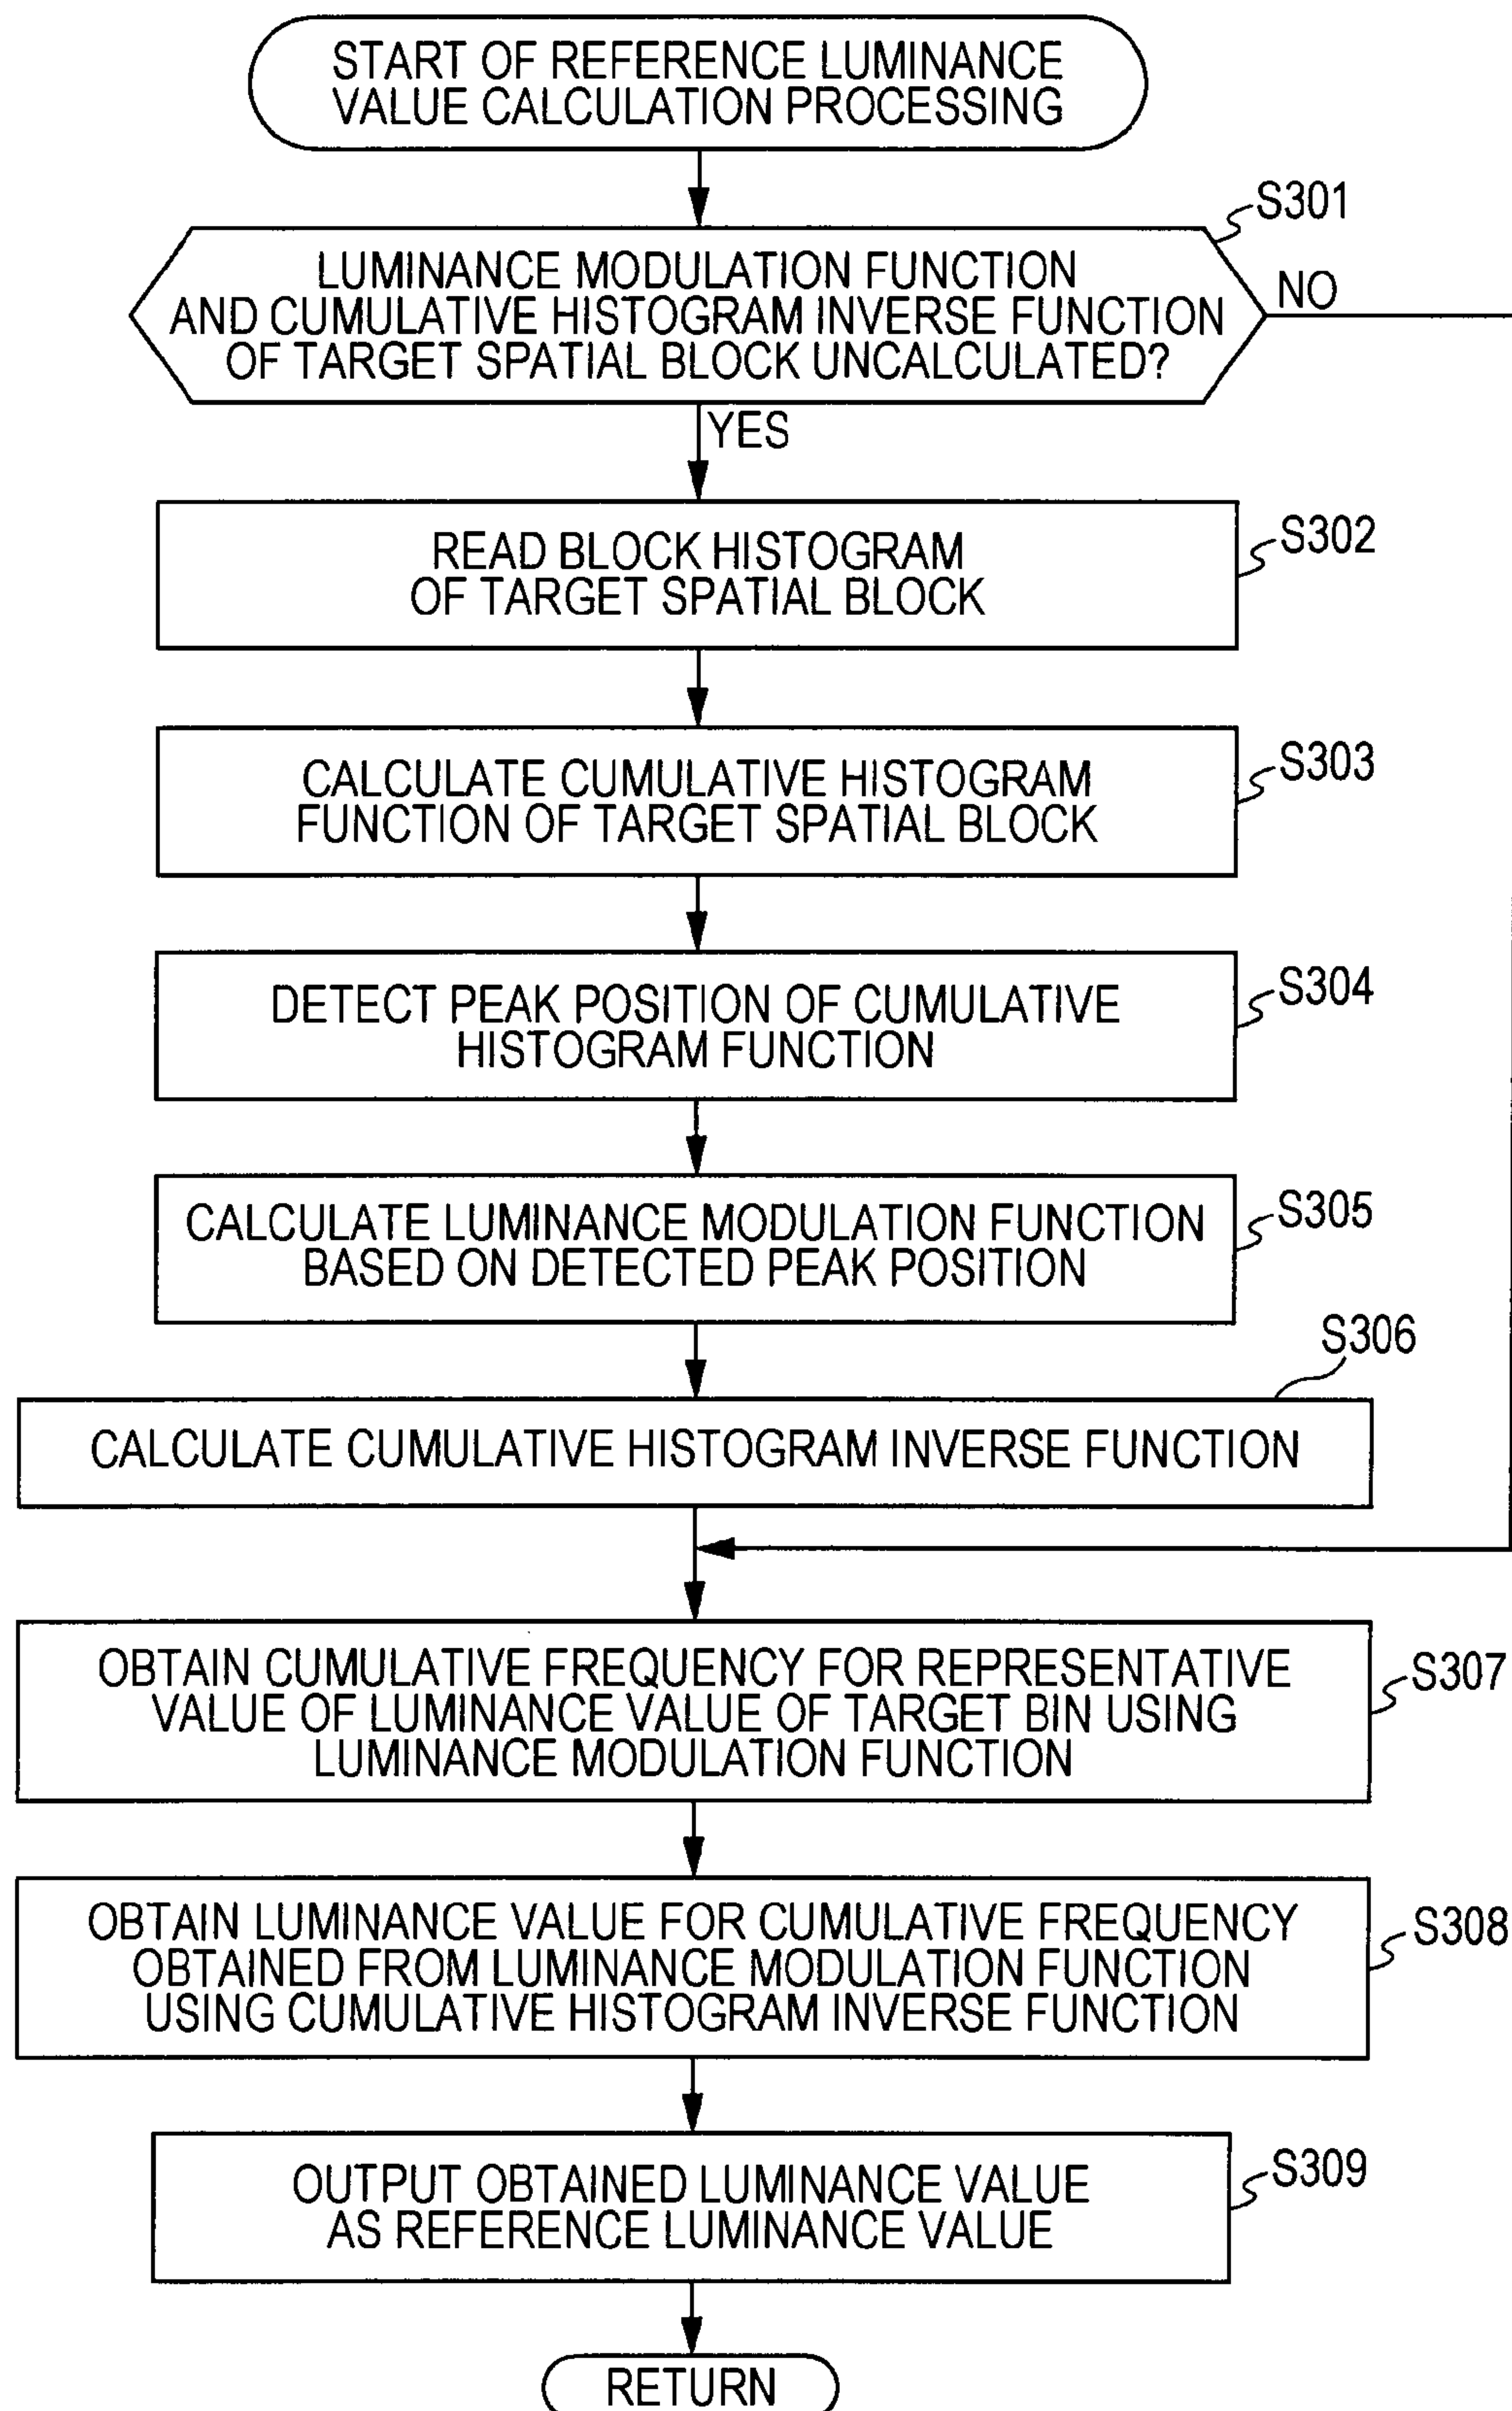 START OF REFERENCE LUMINANCE
VALUE CALCULATION PROCESSING
S301
LUMINANCE MODULATION FUNCTION
AND CUMULATIVE HISTOGRAM INVERSE FUNCTION
OF TARGET SPATIAL BLOCK UNCALCULATED?
NO
YES
S302
READ BLOCK HISTOGRAM
OF TARGET SPATIAL BLOCK
S303
CALCULATE CUMULATIVE HISTOGRAM
FUNCTION OF TARGET SPATIAL BLOCK
S304
DETECT PEAK POSITION OF CUMULATIVE
HISTOGRAM FUNCTION
S305
CALCULATE LUMINANCE MODULATION FUNCTION
BASED ON DETECTED PEAK POSITION
S306
CALCULATE CUMULATIVE HISTOGRAM INVERSE FUNCTION
S307
OBTAIN CUMULATIVE FREQUENCY FOR REPRESENTATIVE
VALUE OF LUMINANCE VALUE OF TARGET BIN USING
LUMINANCE MODULATION FUNCTION
S308
OBTAIN LUMINANCE VALUE FOR CUMULATIVE FREQUENCY
OBTAINED FROM LUMINANCE MODULATION FUNCTION
USING CUMULATIVE HISTOGRAM INVERSE FUNCTION
S309
OUTPUT OBTAINED LUMINANCE VALUE
AS REFERENCE LUMINANCE VALUE
RETURN